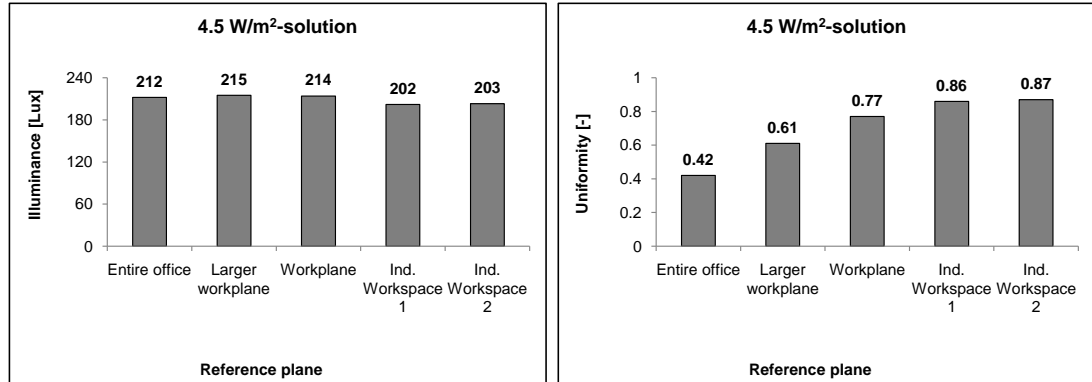 4.5 W/m²-solution
Illuminance [Lux]
240
180
120
60
0
212
215
214
202
203
Entire office
Larger
workplane
Workplane
Ind.
Workspace
1
Ind.
Workspace
2
Reference plane
4.5 W/m²-solution
Uniformity [-]
1
0.8
0.6
0.4
0.2
0
0.42
0.61
0.77
0.86
0.87
Entire office
Larger
workplane
Workplane
Ind.
Workspace
1
Ind.
Workspace
2
Reference plane